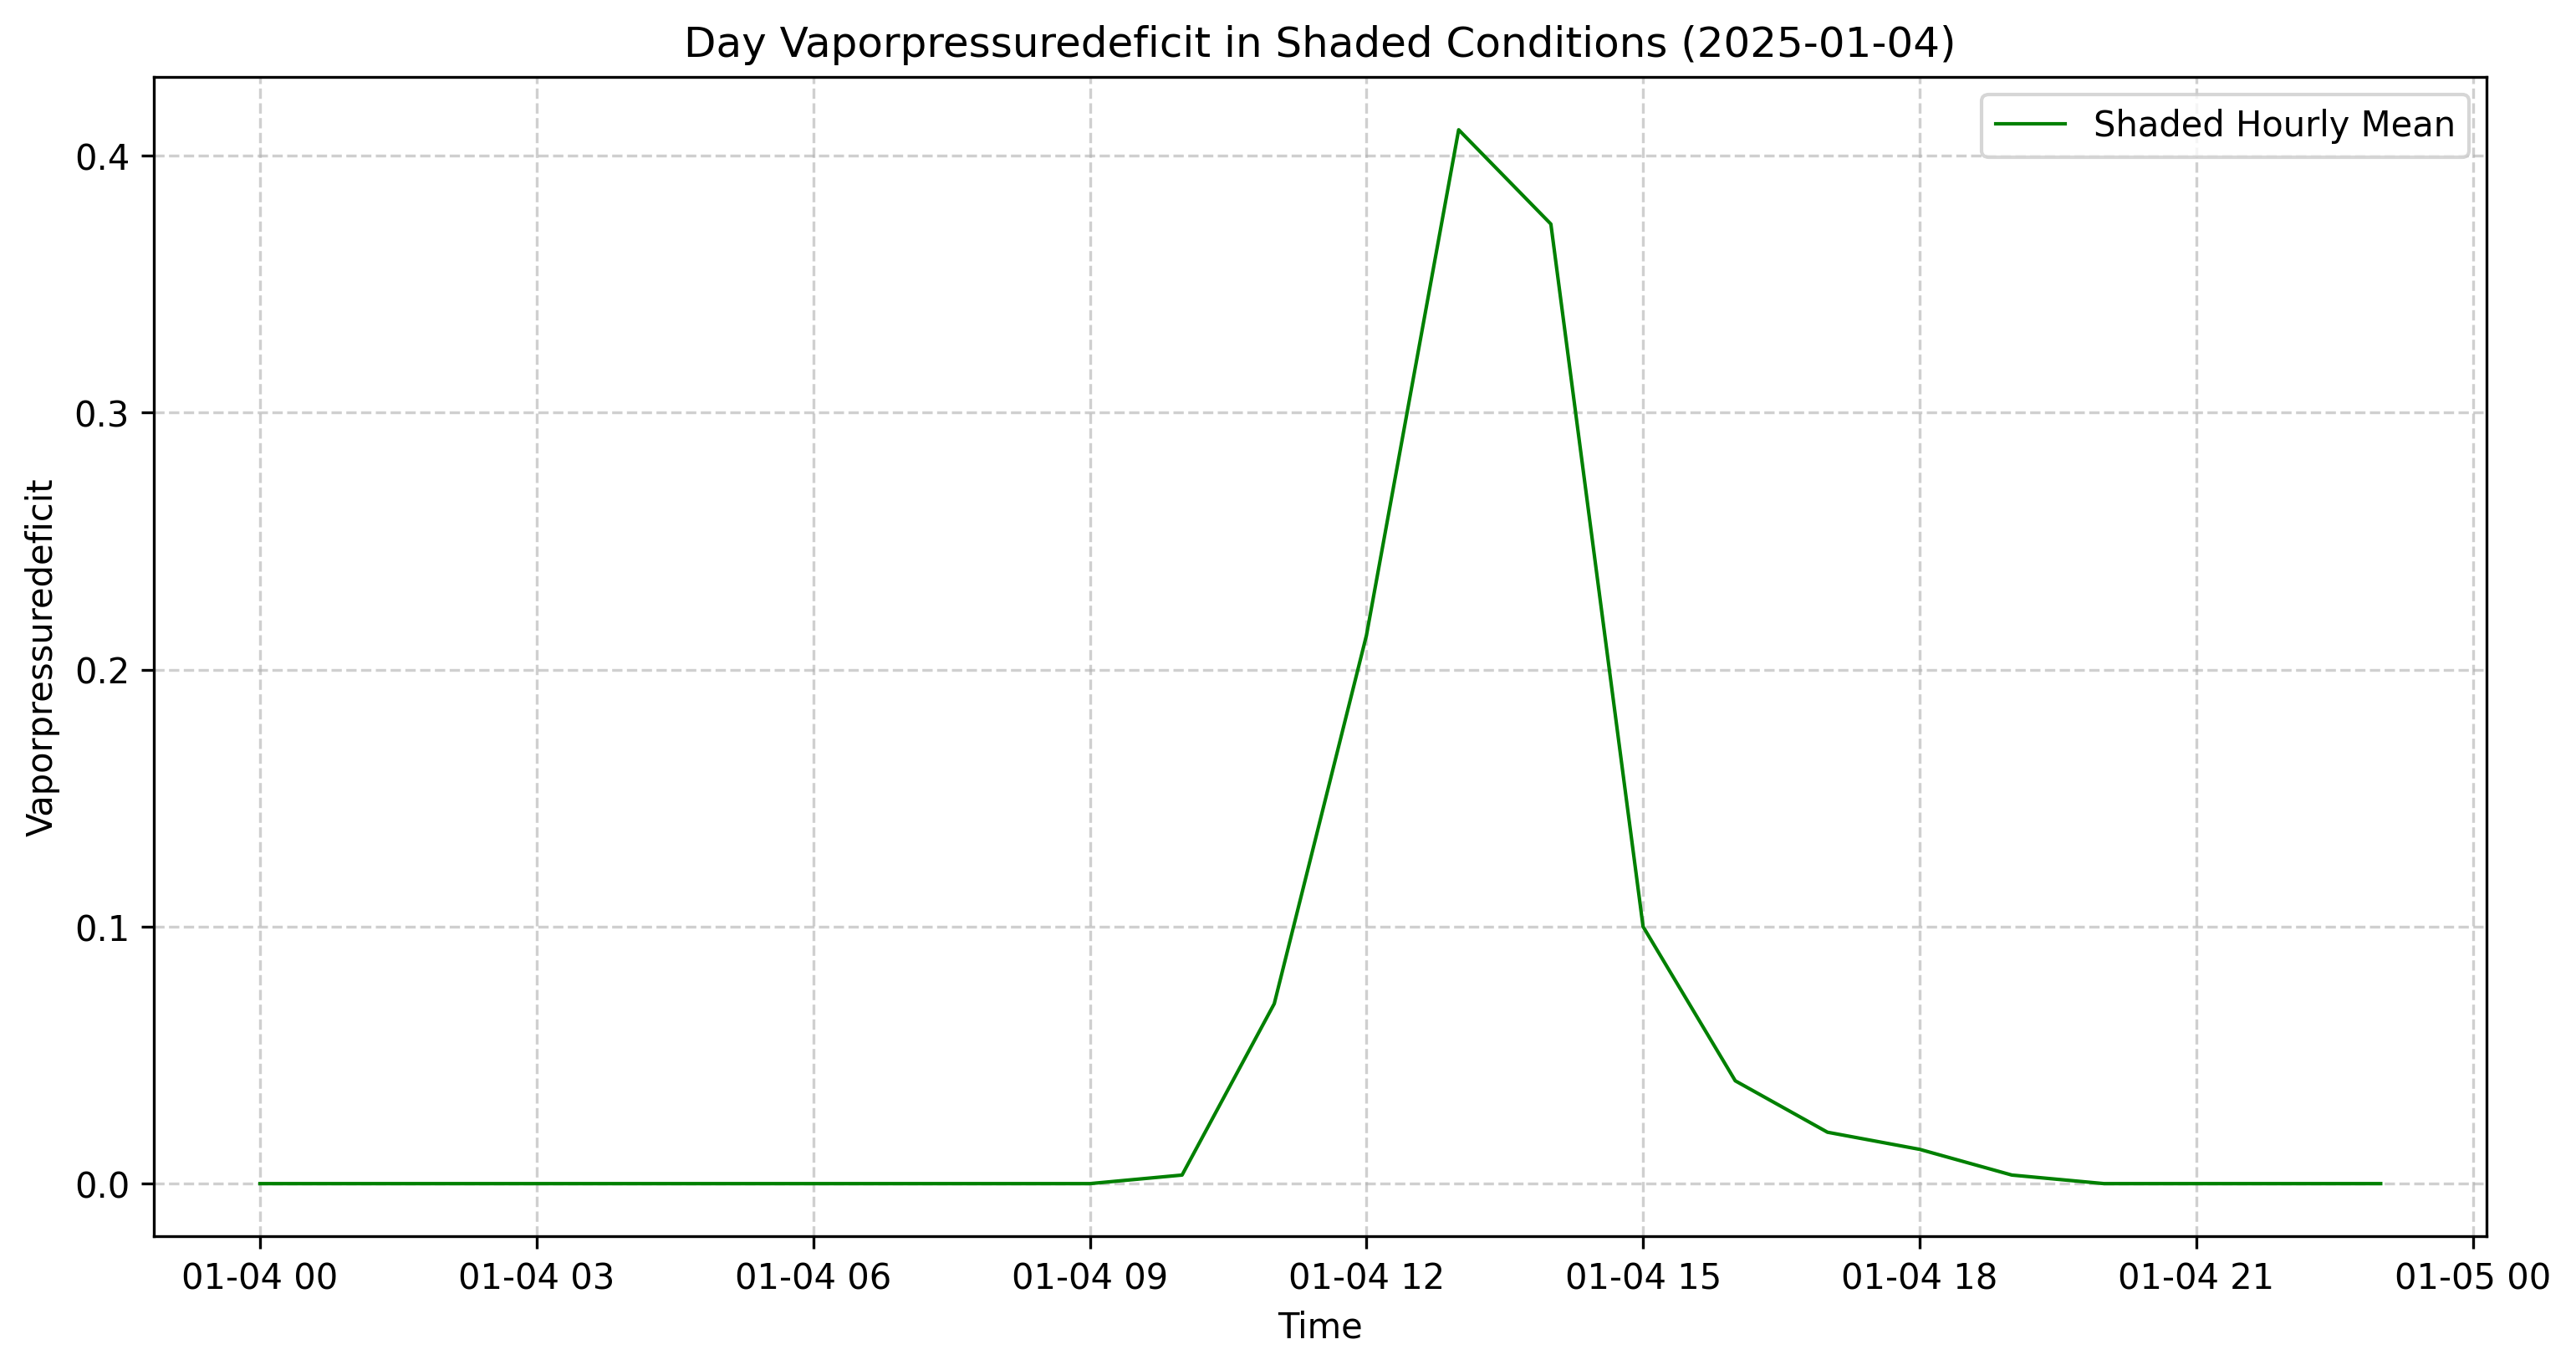 Day Vaporpressuredeficit in Shaded Conditions (2025-01-04)
Shaded Hourly Mean
Vaporpressuredeficit
0.4
0.3
0.2
0.1
0.0
01-04 00 01-04 03 01-04 06 01-04 09 01-04 12 01-04 15 01-04 18 01-04 21 01-05 00
Time